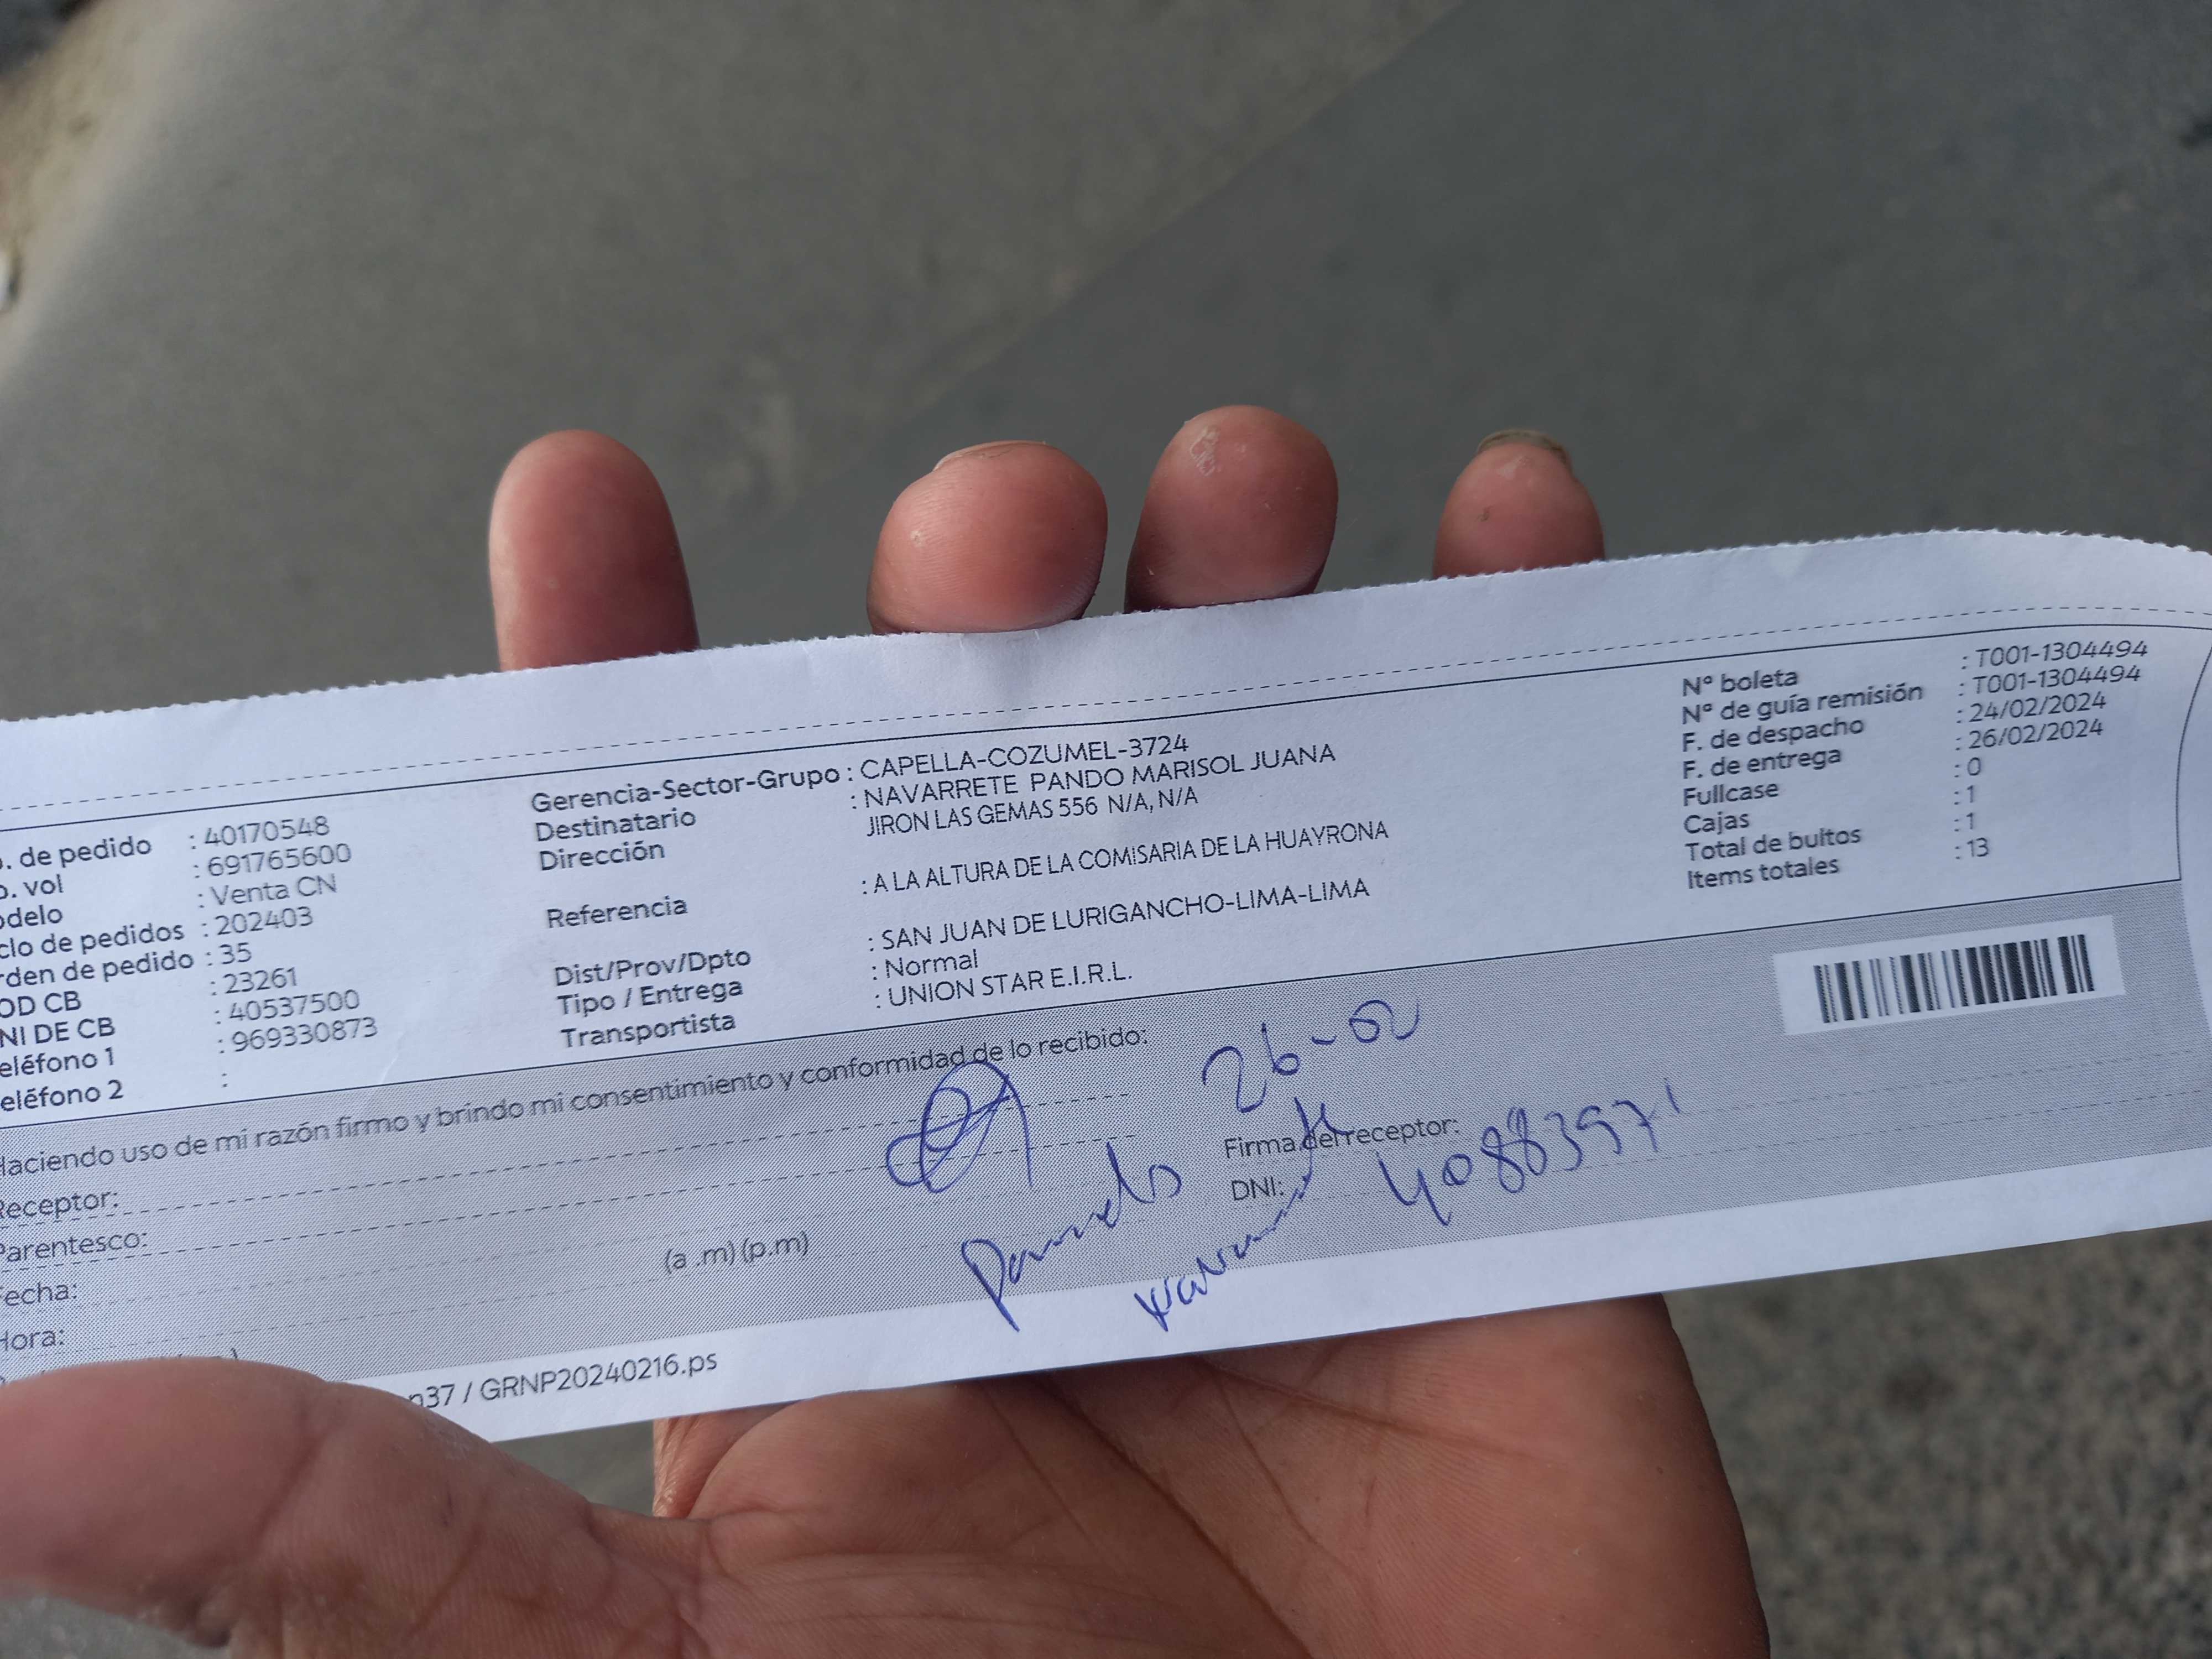 . de pedido : 40170548
o. vol : 691765600
odelo : Venta CN
clo de pedidos : 202403
rden de pedido : 35
OD CB : 23261
NI DE CB : 40537500
eléfono 1 : 969330873
eléfono 2 :
Gerencia-Sector-Grupo : CAPELLA-COZUMEL-3724
Destinatario : NAVARRETE PANDO MARISOL JUANA
Dirección JIRON LAS GEMAS 556 N/A, N/A
Referencia : A LA ALTURA DE LA COMISARIA DE LA HUAYRONA
Dist/Prov/Dpto : SAN JUAN DE LURIGANCHO-LIMA-LIMA
Tipo / Entrega : Normal
Transportista : UNION STAR E.I.R.L.
N° boleta : T001-1304494
N° de guía remisión : T001-1304494
F. de despacho : 24/02/2024
F. de entrega : 26/02/2024
Fullcase : 0
Cajas : 1
Total de bultos : 1
Items totales : 13
Haciendo uso de mi razón firmo y brindo mi consentimiento y conformidad de lo recibido:
26-02
Receptor:
Firma del receptor:
Parentesco:
DNI: 40883971
Fecha:
Hora: (a .m) (p.m)
n37 / GRNP20240216.ps